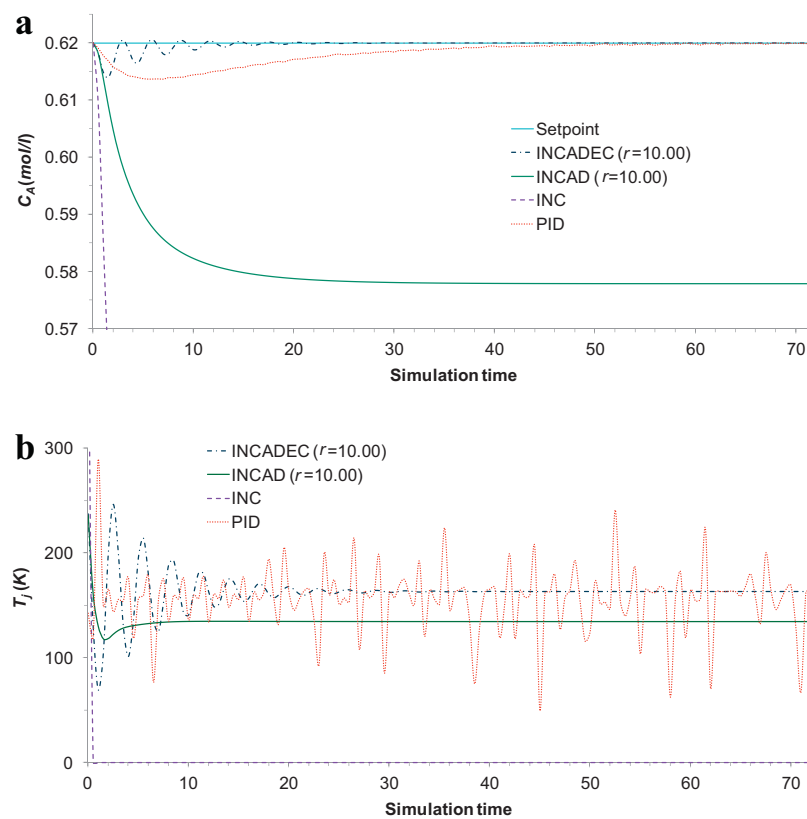 a
0.62
0.61
0.60
0.59
0.58
0.57
C_A(mol/l)
Setpoint
INCADEC (r=10.00)
INCAD (r=10.00)
INC
PID
0 10 20 30 40 50 60 70
Simulation time
b
300
200
100
0
T_j (K)
INCADEC (r=10.00)
INCAD (r=10.00)
INC
PID
0 10 20 30 40 50 60 70
Simulation time